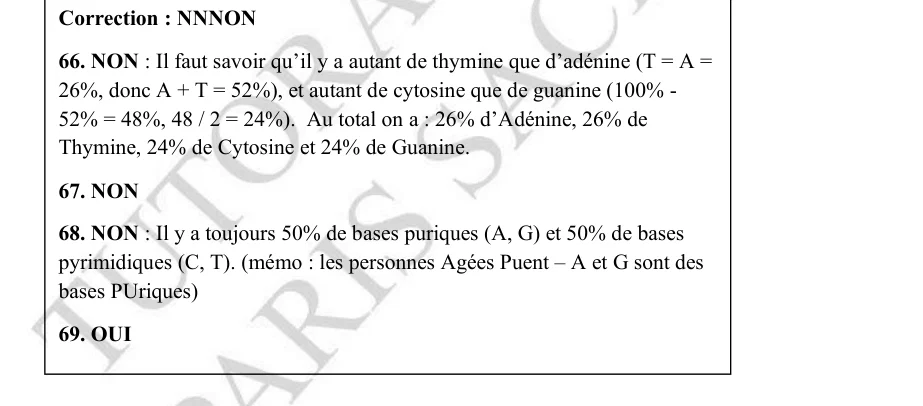 Correction : NNNON
66. NON : Il faut savoir qu’il y a autant de thymine que d’adénine (T = A =
26%, donc A + T = 52%), et autant de cytosine que de guanine (100% -
52% = 48%, 48 / 2 = 24%).  Au total on a : 26% d’Adénine, 26% de
Thymine, 24% de Cytosine et 24% de Guanine.
67. NON
68. NON : Il y a toujours 50% de bases puriques (A, G) et 50% de bases
pyrimidiques (C, T). (mémo : les personnes Agées Puent – A et G sont des
bases PUriques)
69. OUI
TUTORA
PARIS SAC